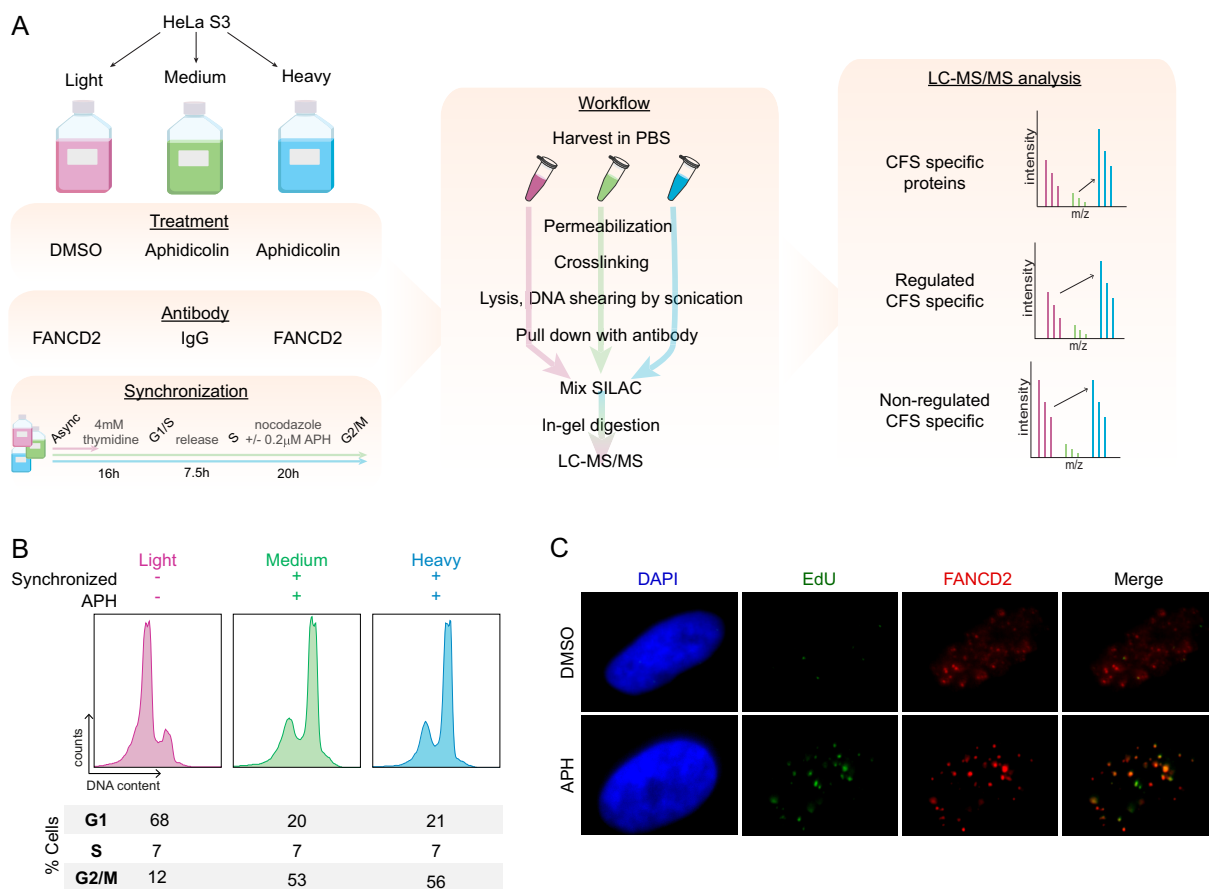 A
HeLa S3
Light Medium Heavy
Treatment
DMSO Aphidicolin Aphidicolin
Antibody
FANCD2 IgG FANCD2
Synchronization
Async 4mM thymidine G1/S release S nocodazole +/- 0.2µM APH G2/M
16h 7.5h 20h
Workflow
Harvest in PBS
Permeabilization
Crosslinking
Lysis, DNA shearing by sonication
Pull down with antibody
Mix SILAC
In-gel digestion
LC-MS/MS
LC-MS/MS analysis
CFS specific
proteins
intensity
m/z
Regulated
CFS specific
intensity
m/z
Non-regulated
CFS specific
intensity
m/z
B
Light Medium Heavy
Synchronized - + +
APH - + +
counts
DNA content
% Cells
G1 68 20 21
S 7 7 7
G2/M 12 53 56
C
DAPI EdU FANCD2 Merge
DMSO
APH